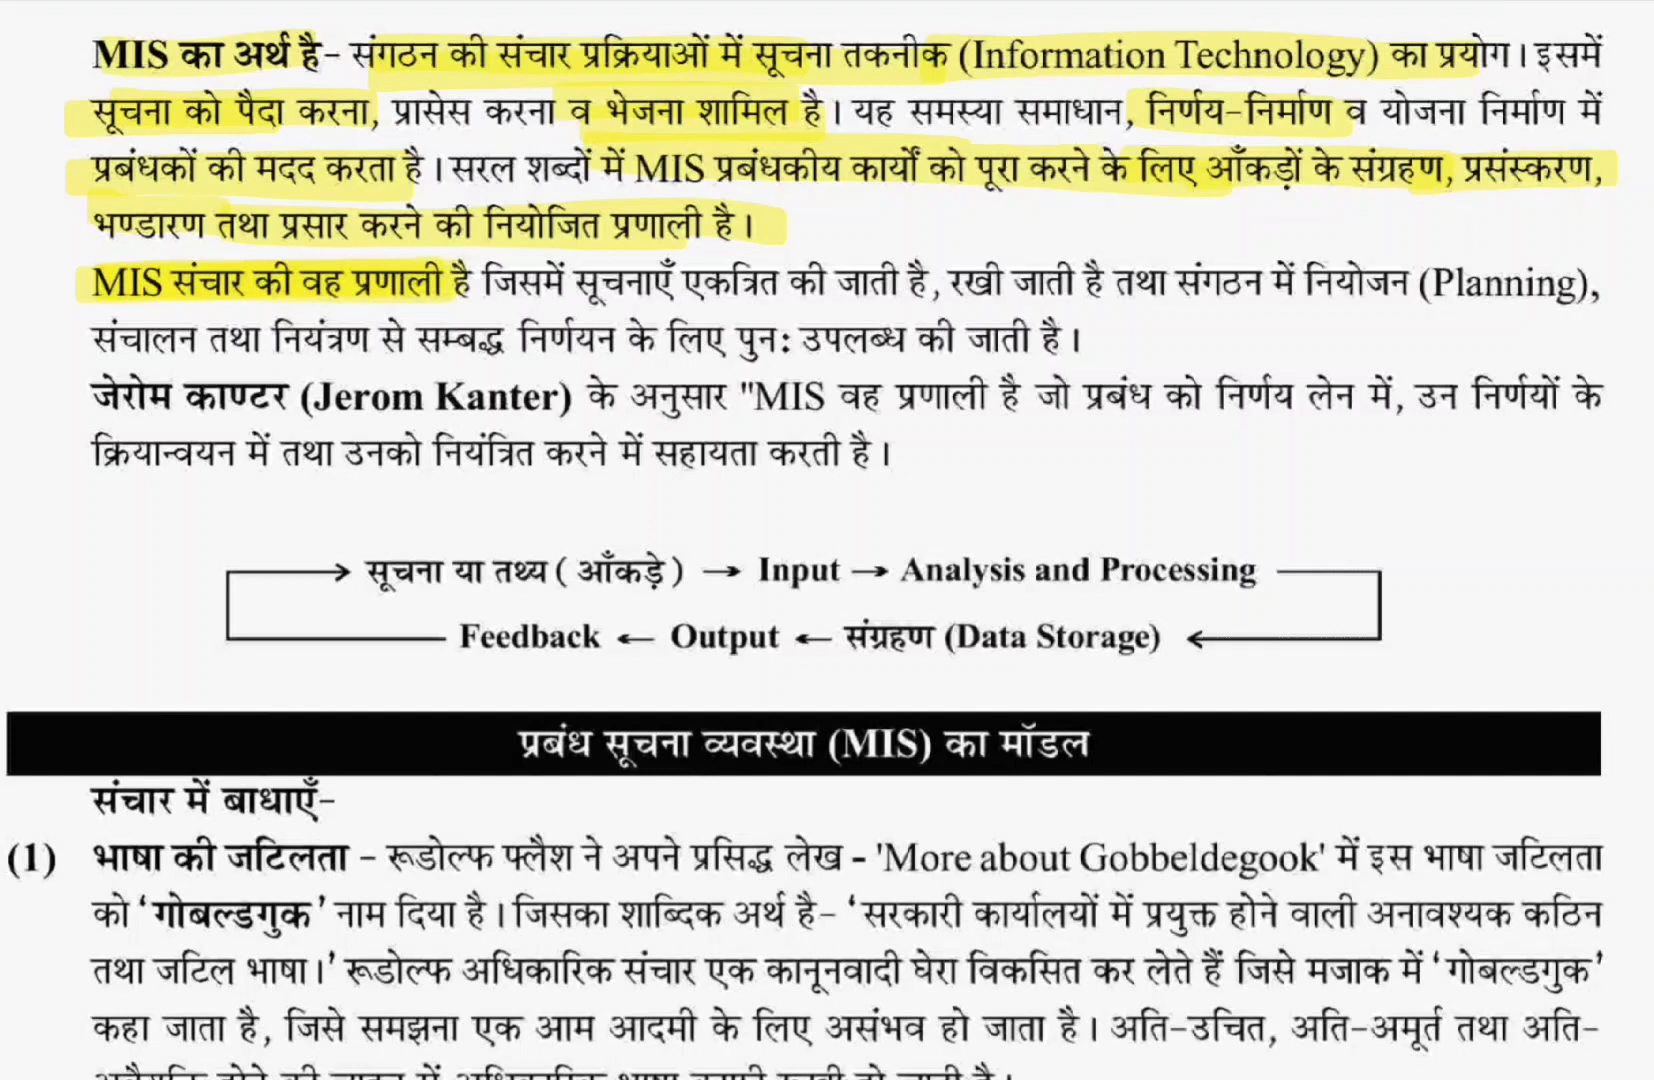 MIS का अर्थ है- संगठन की संचार प्रक्रियाओं में सूचना तकनीक (Information Technology) का प्रयोग। इसमें
सूचना को पैदा करना, प्रासेस करना व भेजना शामिल है। यह समस्या समाधान, निर्णय-निर्माण व योजना निर्माण में
प्रबंधकों की मदद करता है। सरल शब्दों में MIS प्रबंधकीय कार्यों को पूरा करने के लिए आँकड़ों के संग्रहण, प्रसंस्करण,
भण्डारण तथा प्रसार करने की नियोजित प्रणाली है।
MIS संचार की वह प्रणाली है जिसमें सूचनाएँ एकत्रित की जाती है, रखी जाती है तथा संगठन में नियोजन (Planning),
संचालन तथा नियंत्रण से सम्बद्ध निर्णयन के लिए पुन: उपलब्ध की जाती है।
जेरोम काण्टर (Jerom Kanter) के अनुसार "MIS वह प्रणाली है जो प्रबंध को निर्णय लेन में, उन निर्णयों के
क्रियान्वयन में तथा उनको नियंत्रित करने में सहायता करती है।
→ सूचना या तथ्य ( आँकड़े ) → Input → Analysis and Processing
Feedback ← Output ← संग्रहण (Data Storage) ←
प्रबंध सूचना व्यवस्था (MIS) का मॉडल
संचार में बाधाएँ-
(1) भाषा की जटिलता - रूडोल्फ फ्लैश ने अपने प्रसिद्ध लेख - 'More about Gobbeldegook' में इस भाषा जटिलता
को 'गोबल्डगुक' नाम दिया है। जिसका शाब्दिक अर्थ है- 'सरकारी कार्यालयों में प्रयुक्त होने वाली अनावश्यक कठिन
तथा जटिल भाषा।' रूडोल्फ अधिकारिक संचार एक कानूनवादी घेरा विकसित कर लेते हैं जिसे मजाक में 'गोबल्डगुक'
कहा जाता है, जिसे समझना एक आम आदमी के लिए असंभव हो जाता है। अति-उचित, अति-अमूर्त तथा अति-